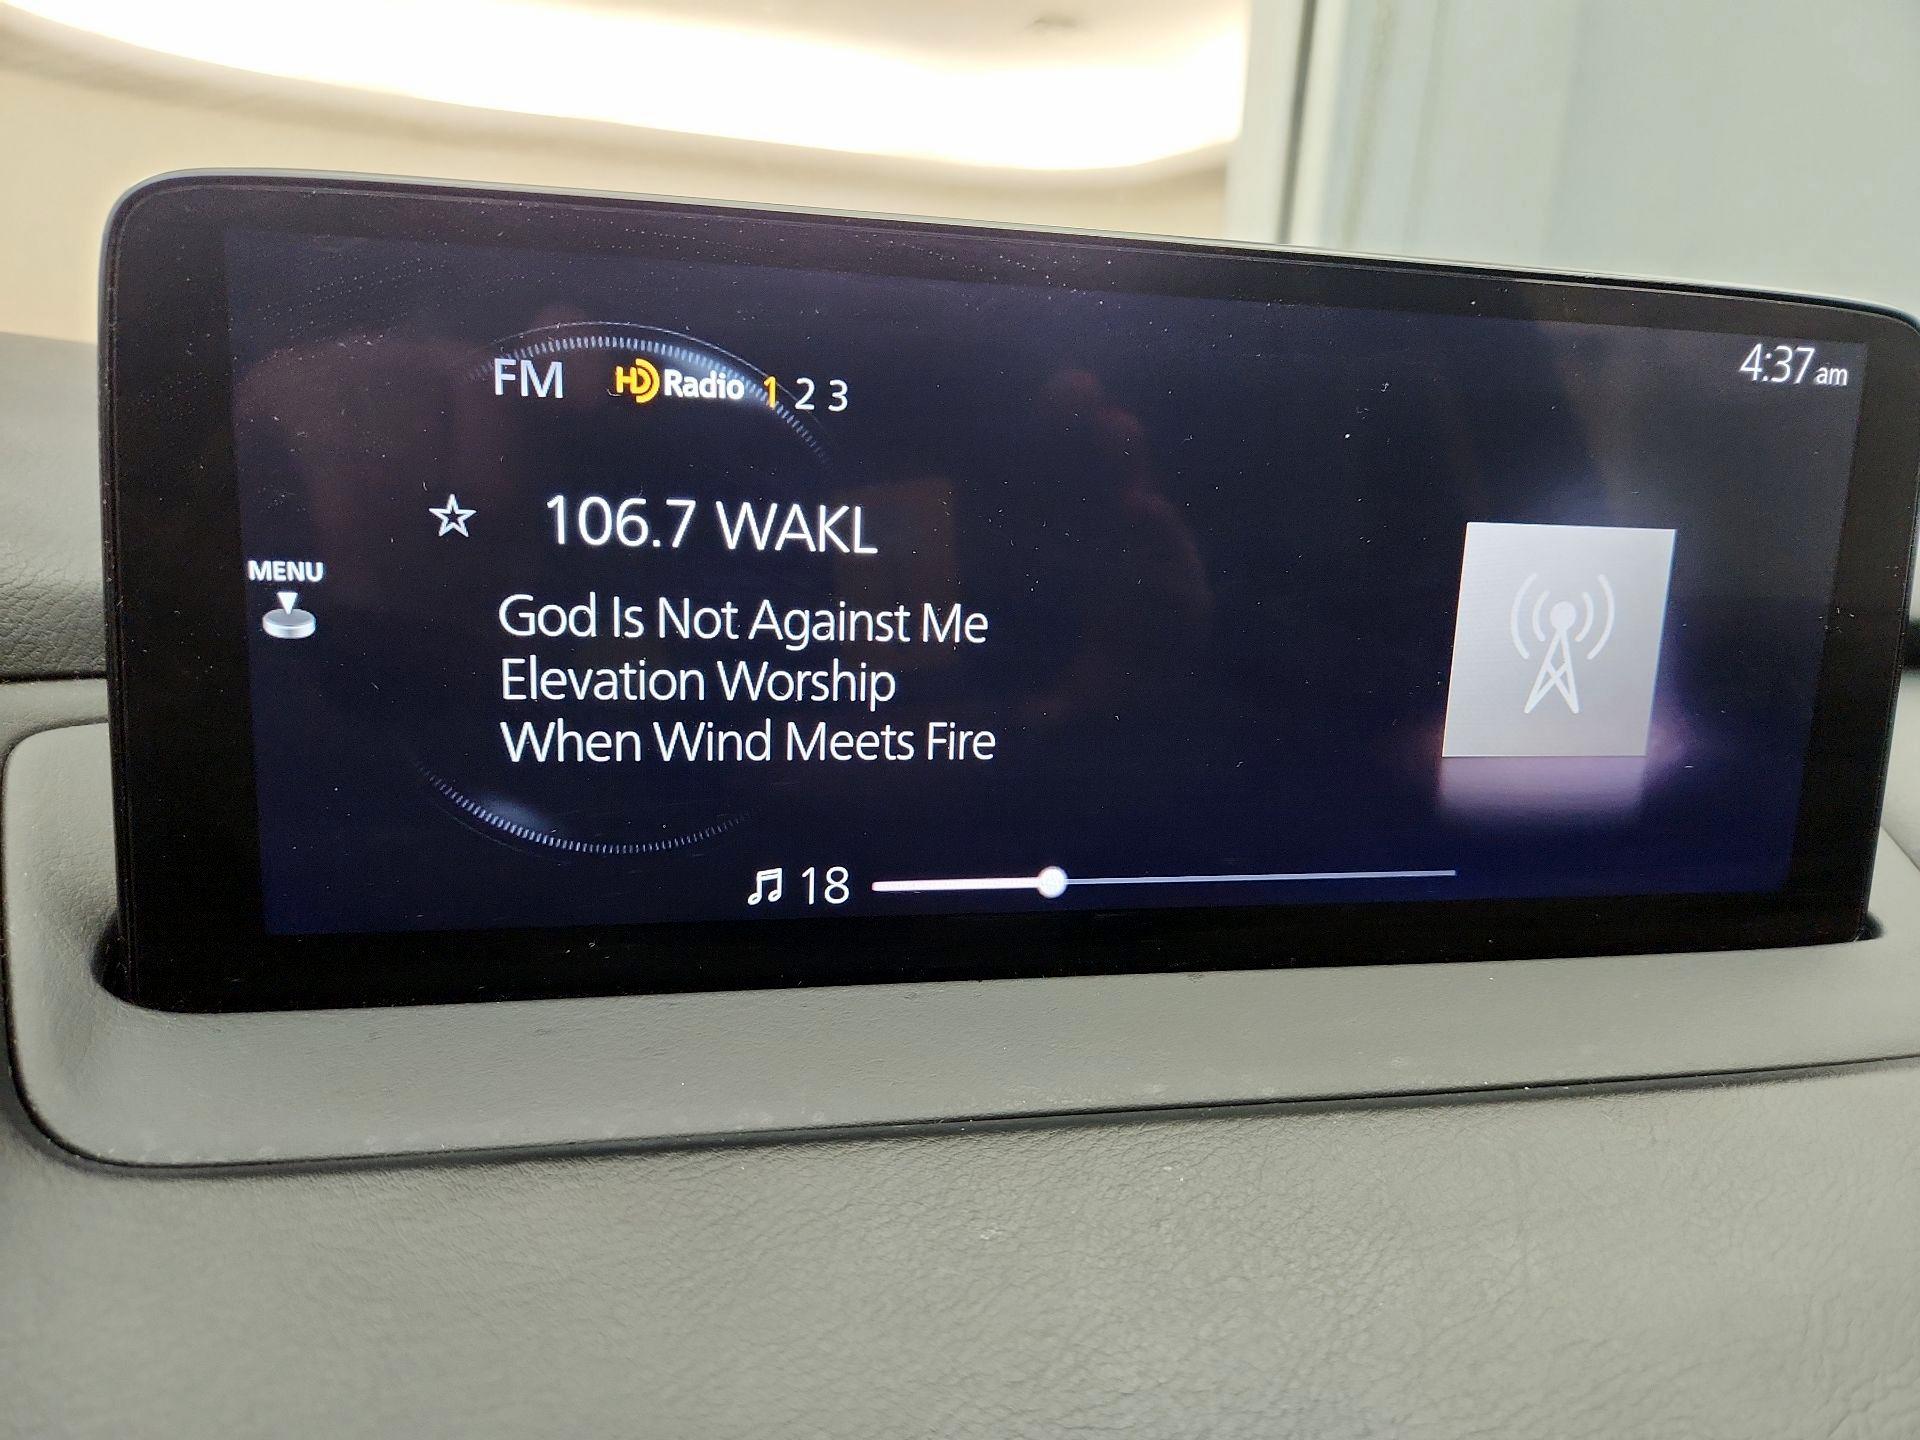 FM HD Radio 1 2 3
4:37 am
106.7 WAKL
MENU
God Is Not Against Me
Elevation Worship
When Wind Meets Fire
18